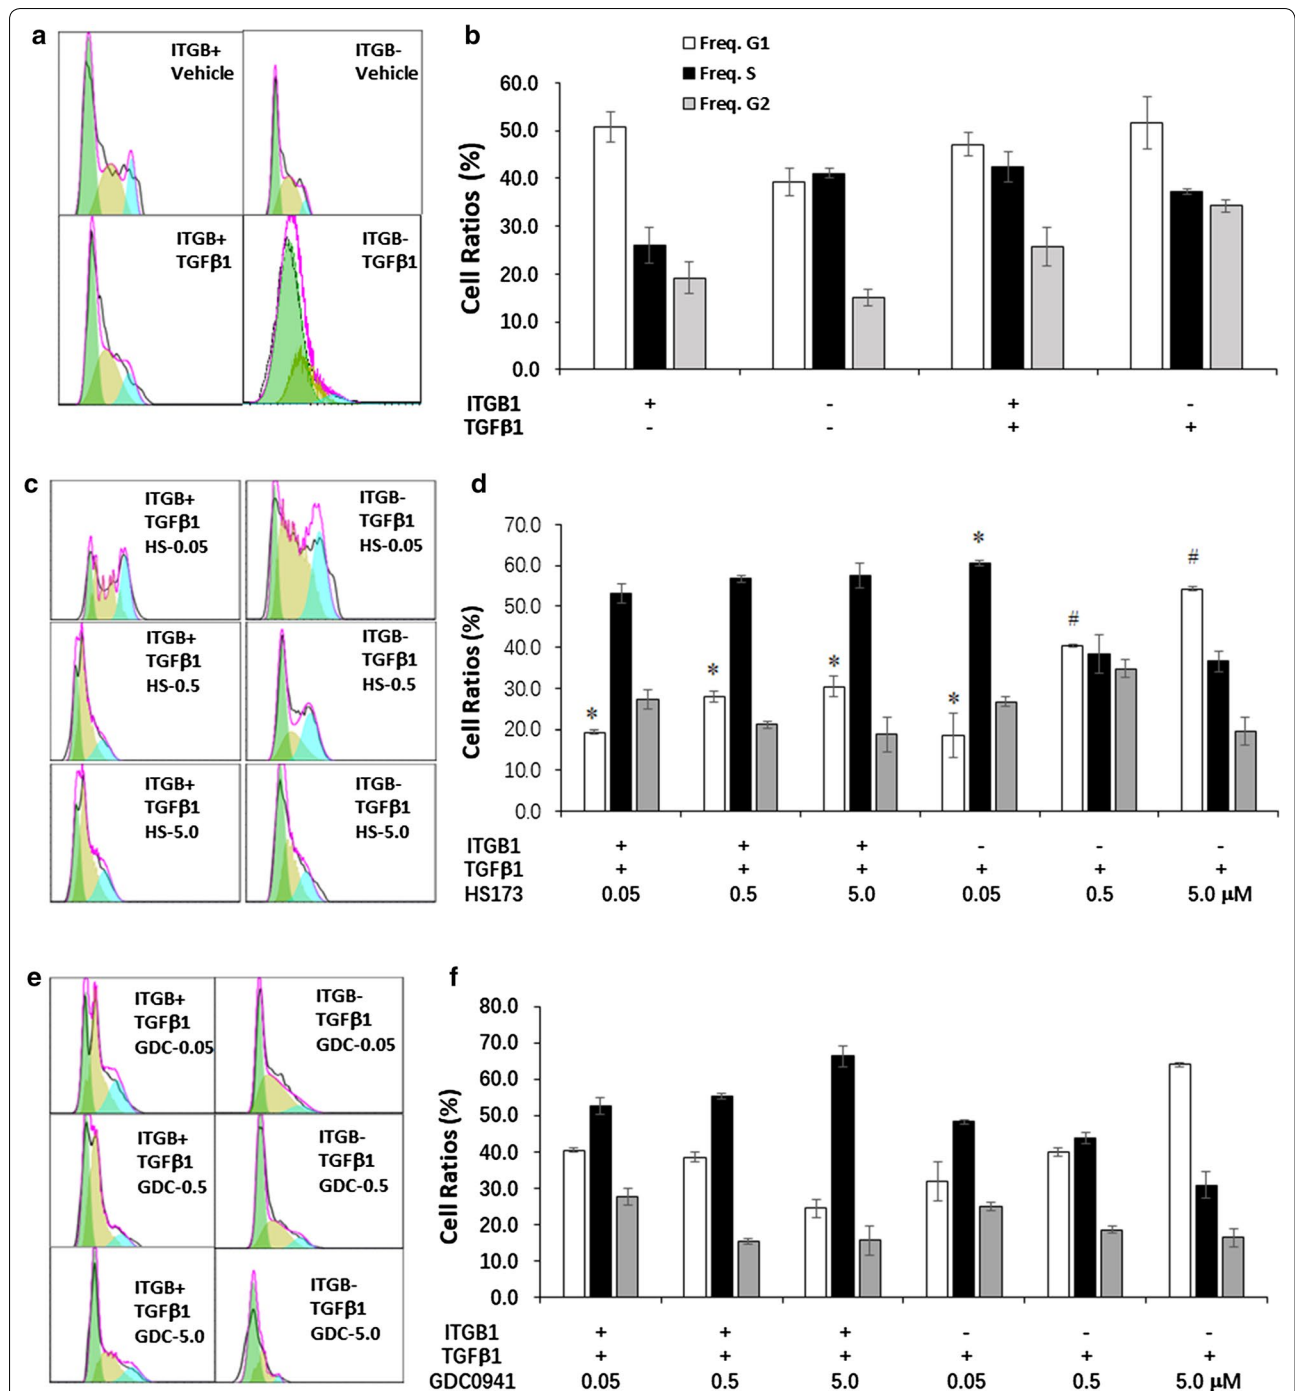 a
ITGB+
Vehicle
ITGB-
Vehicle
ITGB+
TGFβ1
ITGB-
TGFβ1
b
Freq. G1
Freq. S
Freq. G2
Cell Ratios (%)
60.0
50.0
40.0
30.0
20.0
10.0
0.0
ITGB1 + - + -
TGFβ1 - - + +
c
ITGB+
TGFβ1
HS-0.05
ITGB-
TGFβ1
HS-0.05
ITGB+
TGFβ1
HS-0.5
ITGB-
TGFβ1
HS-0.5
ITGB+
TGFβ1
HS-5.0
ITGB-
TGFβ1
HS-5.0
d
Cell Ratios (%)
70.0
60.0
50.0
40.0
30.0
20.0
10.0
0.0
* * * * * # #
ITGB1 + + + - - -
TGFβ1 + + + + + +
HS173 0.05 0.5 5.0 0.05 0.5 5.0 µM
e
ITGB+
TGFβ1
GDC-0.05
ITGB-
TGFβ1
GDC-0.05
ITGB+
TGFβ1
GDC-0.5
ITGB-
TGFβ1
GDC-0.5
ITGB+
TGFβ1
GDC-5.0
ITGB-
TGFβ1
GDC-5.0
f
Cell Ratios (%)
80.0
70.0
60.0
50.0
40.0
30.0
20.0
10.0
0.0
ITGB1 + + + - - -
TGFβ1 + + + + + +
GDC0941 0.05 0.5 5.0 0.05 0.5 5.0 µM